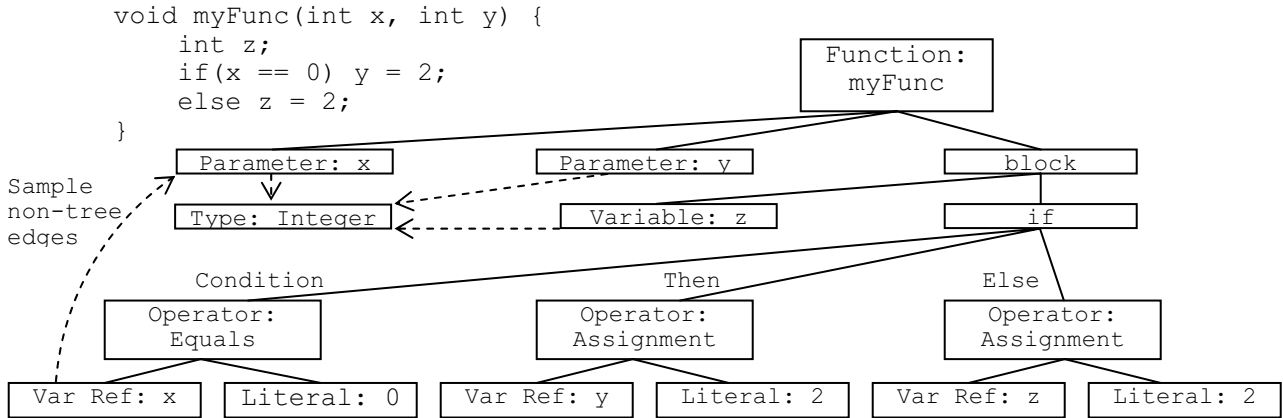 void myFunc(int x, int y) {
    int z;
    if(x == 0) y = 2;
    else z = 2;
}
Function:
myFunc
Parameter: x
Parameter: y
block
Sample
non-tree
edges
Type: Integer
Variable: z
if
Condition
Then
Else
Operator:
Equals
Operator:
Assignment
Operator:
Assignment
Var Ref: x
Literal: 0
Var Ref: y
Literal: 2
Var Ref: z
Literal: 2